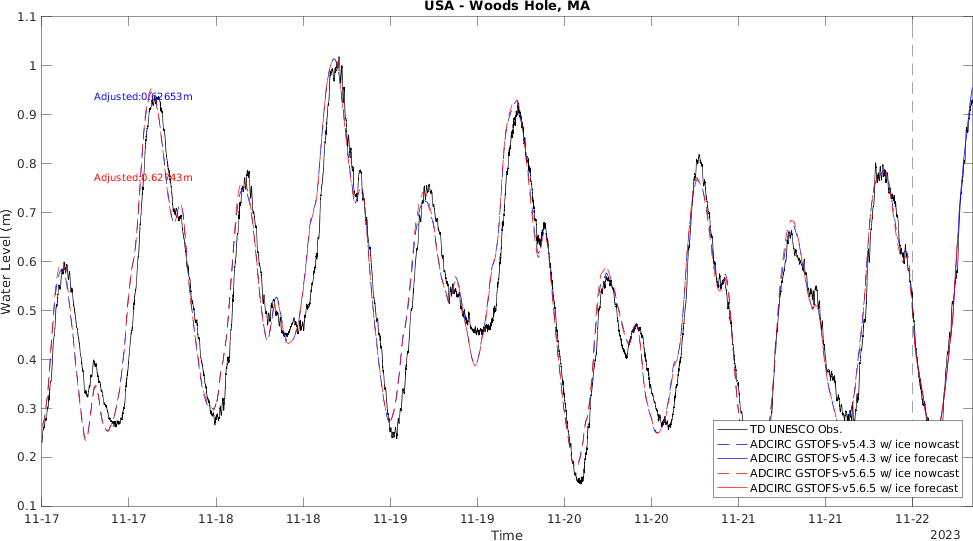 USA - Woods Hole, MA
1.1
1
0.9
0.8
0.7
0.6
0.5
0.4
0.3
0.2
0.1
Water Level (m)
Adjusted:0.62653m
Adjusted:0.62743m
TD UNESCO Obs.
ADCIRC GSTOFS-v5.4.3 w/ ice nowcast
ADCIRC GSTOFS-v5.4.3 w/ ice forecast
ADCIRC GSTOFS-v5.6.5 w/ ice nowcast
ADCIRC GSTOFS-v5.6.5 w/ ice forecast
11-17 11-17 11-18 11-18 11-19 11-19 11-20 11-20 11-21 11-21 11-22
2023
Time